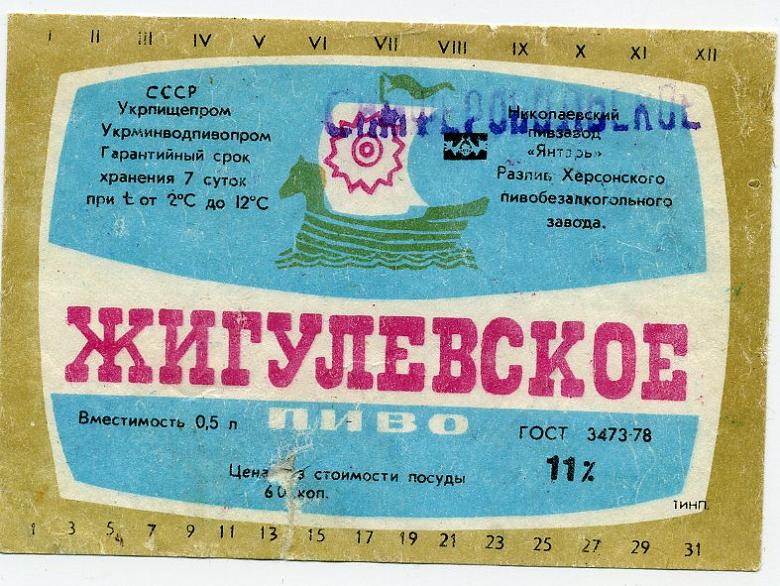 I II III IV V VI VII VIII IX X XI XII
СССР
Укрпищепром
Укрминводпивопром
Гарантийный срок
хранения 7 суток
при t от 2°С до 12°С
СИМФЕРОПОЛЬСКОЕ
Николаевский
пивзавод
«Янтарь»
Разлив Херсонского
пивобезалкогольного
завода.
ЖИГУЛЕВСКОЕ
ПИВО
Вместимость 0,5 л
ГОСТ 3473-78
11%
Цена без стоимости посуды
60 коп.
1 3 5 7 9 11 13 15 17 19 21 23 25 27 29 31